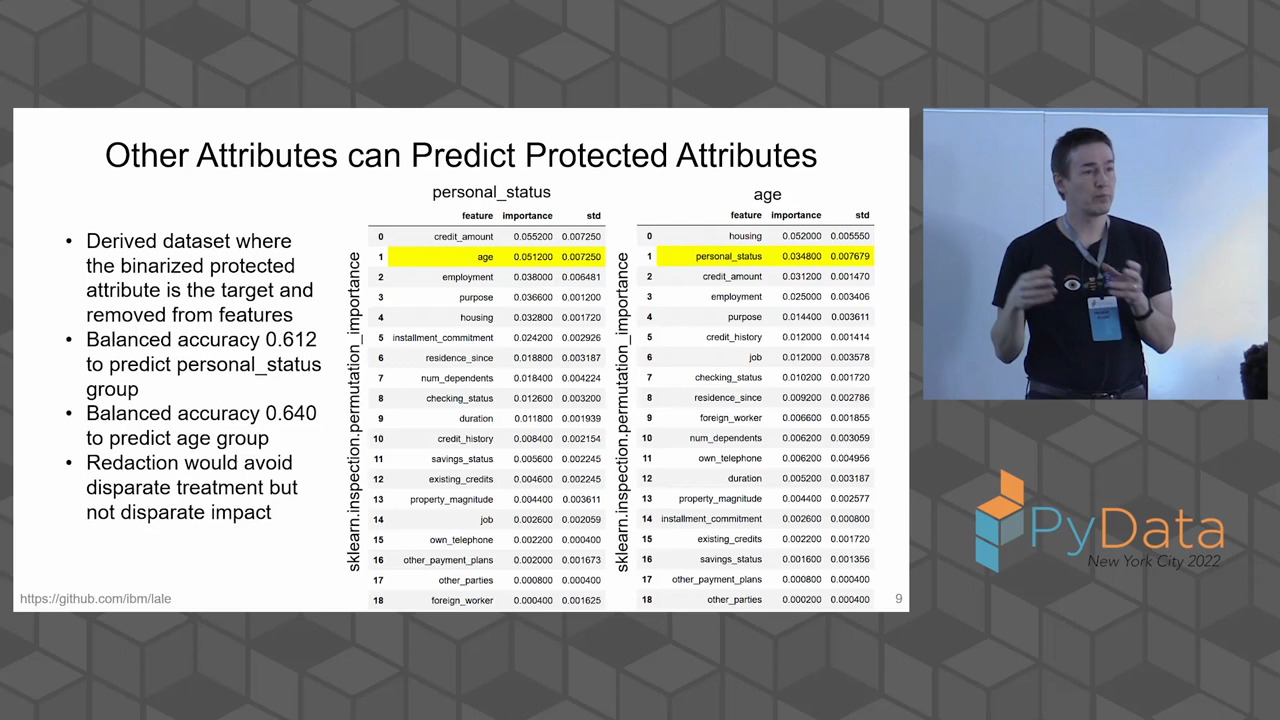 Other Attributes can Predict Protected Attributes
• Derived dataset where
the binarized protected
attribute is the target and
removed from features
• Balanced accuracy 0.612
to predict personal_status
group
• Balanced accuracy 0.640
to predict age group
• Redaction would avoid
disparate treatment but
not disparate impact
personal_status
sklearn.inspection.permutation_importance
feature importance std
0 credit_amount 0.055200 0.007250
1 age 0.051200 0.007250
2 employment 0.038000 0.006481
3 purpose 0.036600 0.001200
4 housing 0.032800 0.001720
5 installment_commitment 0.024200 0.002926
6 residence_since 0.018800 0.003187
7 num_dependents 0.018400 0.004224
8 checking_status 0.012600 0.003200
9 duration 0.011800 0.001939
10 credit_history 0.008400 0.002154
11 savings_status 0.005600 0.002245
12 existing_credits 0.004600 0.002245
13 property_magnitude 0.004400 0.003611
14 job 0.002600 0.002059
15 own_telephone 0.002200 0.000400
16 other_payment_plans 0.002000 0.001673
17 other_parties 0.000800 0.000400
18 foreign_worker 0.000400 0.001625
age
sklearn.inspection.permutation_importance
feature importance std
0 housing 0.052000 0.005550
1 personal_status 0.034800 0.007679
2 credit_amount 0.031200 0.001470
3 employment 0.025000 0.003406
4 purpose 0.014400 0.003611
5 credit_history 0.012000 0.001414
6 job 0.012000 0.003578
7 checking_status 0.010200 0.001720
8 residence_since 0.009200 0.002786
9 foreign_worker 0.006600 0.001855
10 num_dependents 0.006200 0.003059
11 own_telephone 0.006200 0.004956
12 duration 0.005200 0.003187
13 property_magnitude 0.004400 0.002577
14 installment_commitment 0.002600 0.000800
15 existing_credits 0.002200 0.001720
16 savings_status 0.001600 0.001356
17 other_payment_plans 0.000800 0.000400
18 other_parties 0.000200 0.000400
https://github.com/ibm/lale
9
PyData
New York City 2022